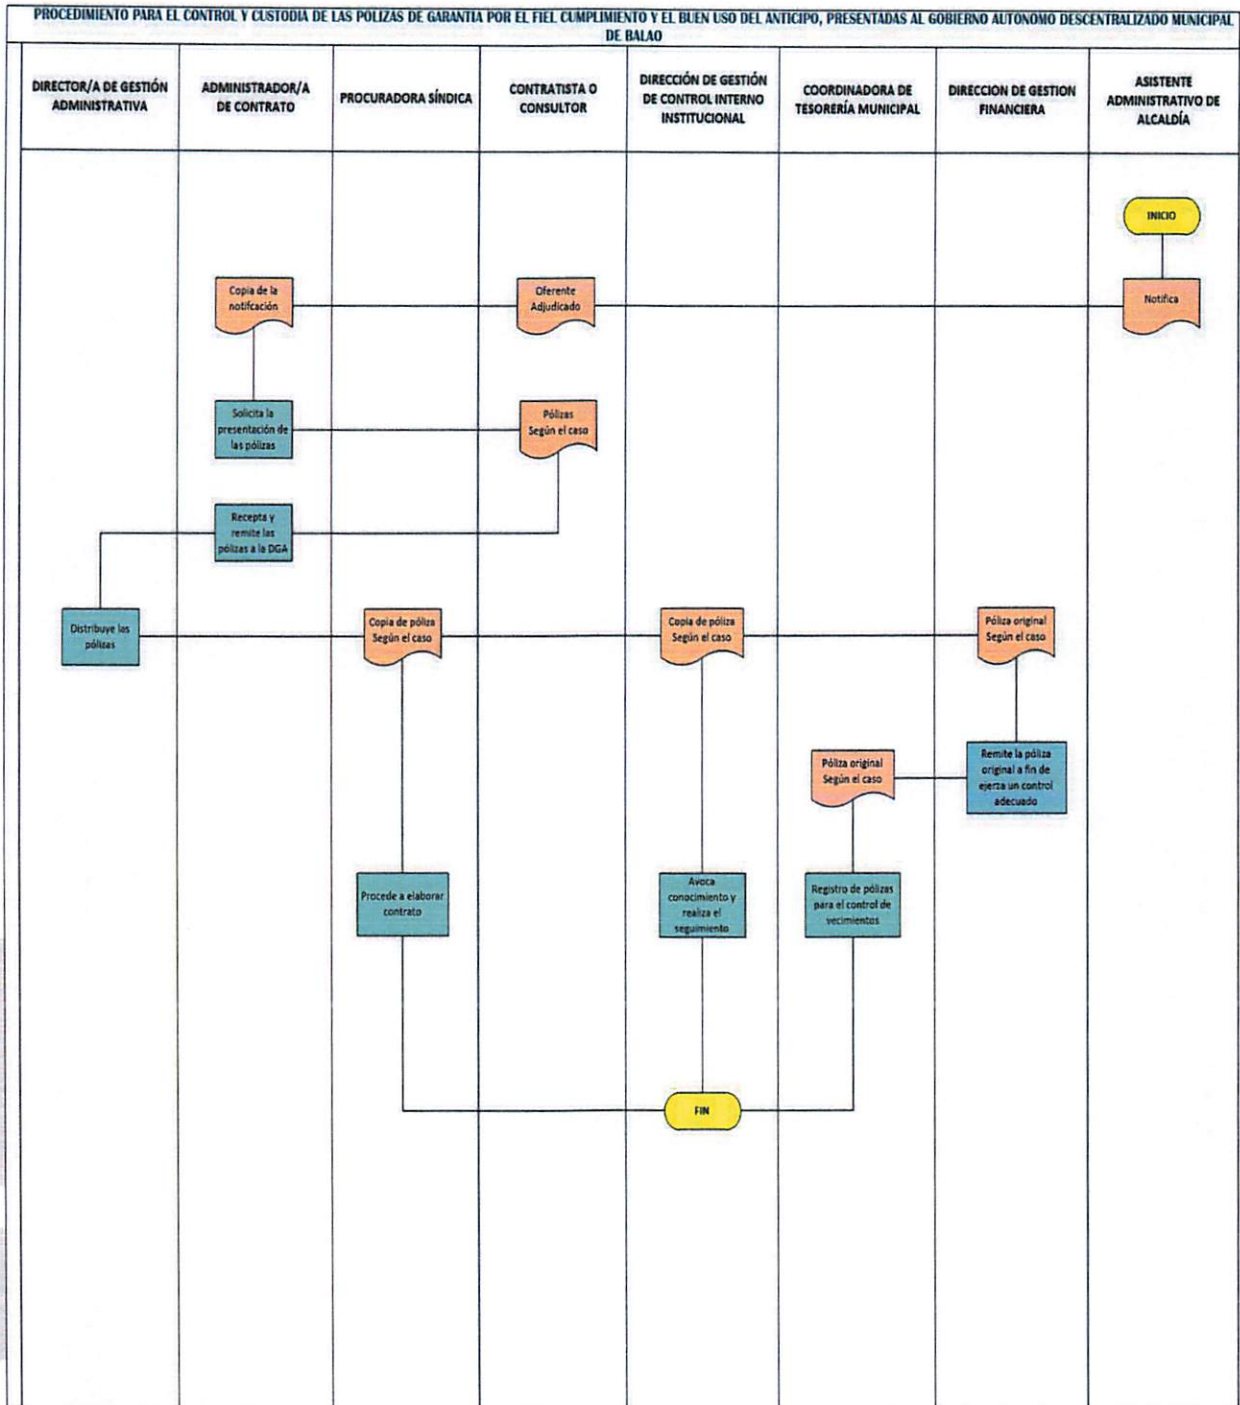 PROCEDIMIENTO PARA EL CONTROL Y CUSTODIA DE LAS POLIZAS DE GARANTIA POR EL FIEL CUMPLIMIENTO Y EL BUEN USO DEL ANTICIPO, PRESENTADAS AL GOBIERNO AUTONOMO DESCENTRALIZADO MUNICIPAL
DE BALAO
DIRECTOR/A DE GESTIÓN
ADMINISTRATIVA
ADMINISTRADOR/A
DE CONTRATO
PROCURADORA SÍNDICA
CONTRATISTA O
CONSULTOR
DIRECCIÓN DE GESTIÓN
DE CONTROL INTERNO
INSTITUCIONAL
COORDINADORA DE
TESORERÍA MUNICIPAL
DIRECCION DE GESTION
FINANCIERA
ASISTENTE
ADMINISTRATIVO DE
ALCALDÍA
INICIO
Copia de la
notifcación
Oferente
Adjudicado
Notifica
Solicita la
presentación de
las pólizas
Pólizas
Según el caso
Recepta y
remite las
pólizas a la DGA
Distribuye las
pólizas
Copia de póliza
Según el caso
Copia de póliza
Según el caso
Póliza original
Según el caso
Póliza original
Según el caso
Remite la póliza
original a fin de
ejerza un control
adecuado
Procede a elaborar
contrato
Avoca
conocimiento y
realiza el
seguimiento
Registro de pólizas
para el control de
vecimientos
FIN